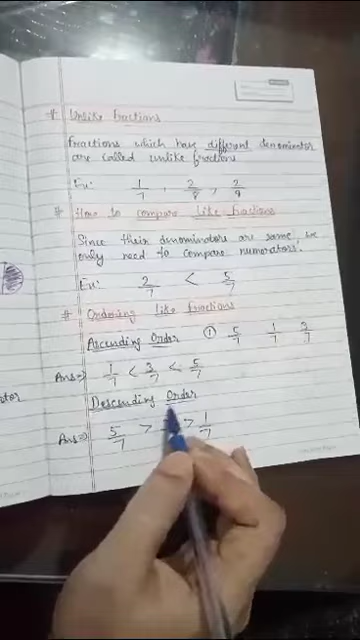 # Unlike Fractions
Fractions which have different denominator
are called unlike fractions
Ex: 1/7 , 2/8 , 2/9
# How to compare like fractions
Since their denominators are same we
only need to compare numerators.
Ex: 2/7 < 5/7
# Ordering like fractions
Ascending Order ① 5/7 1/7 3/7
Ans=> 1/7 < 3/7 < 5/7
Descending Order
Ans=> 5/7 > > 1/7